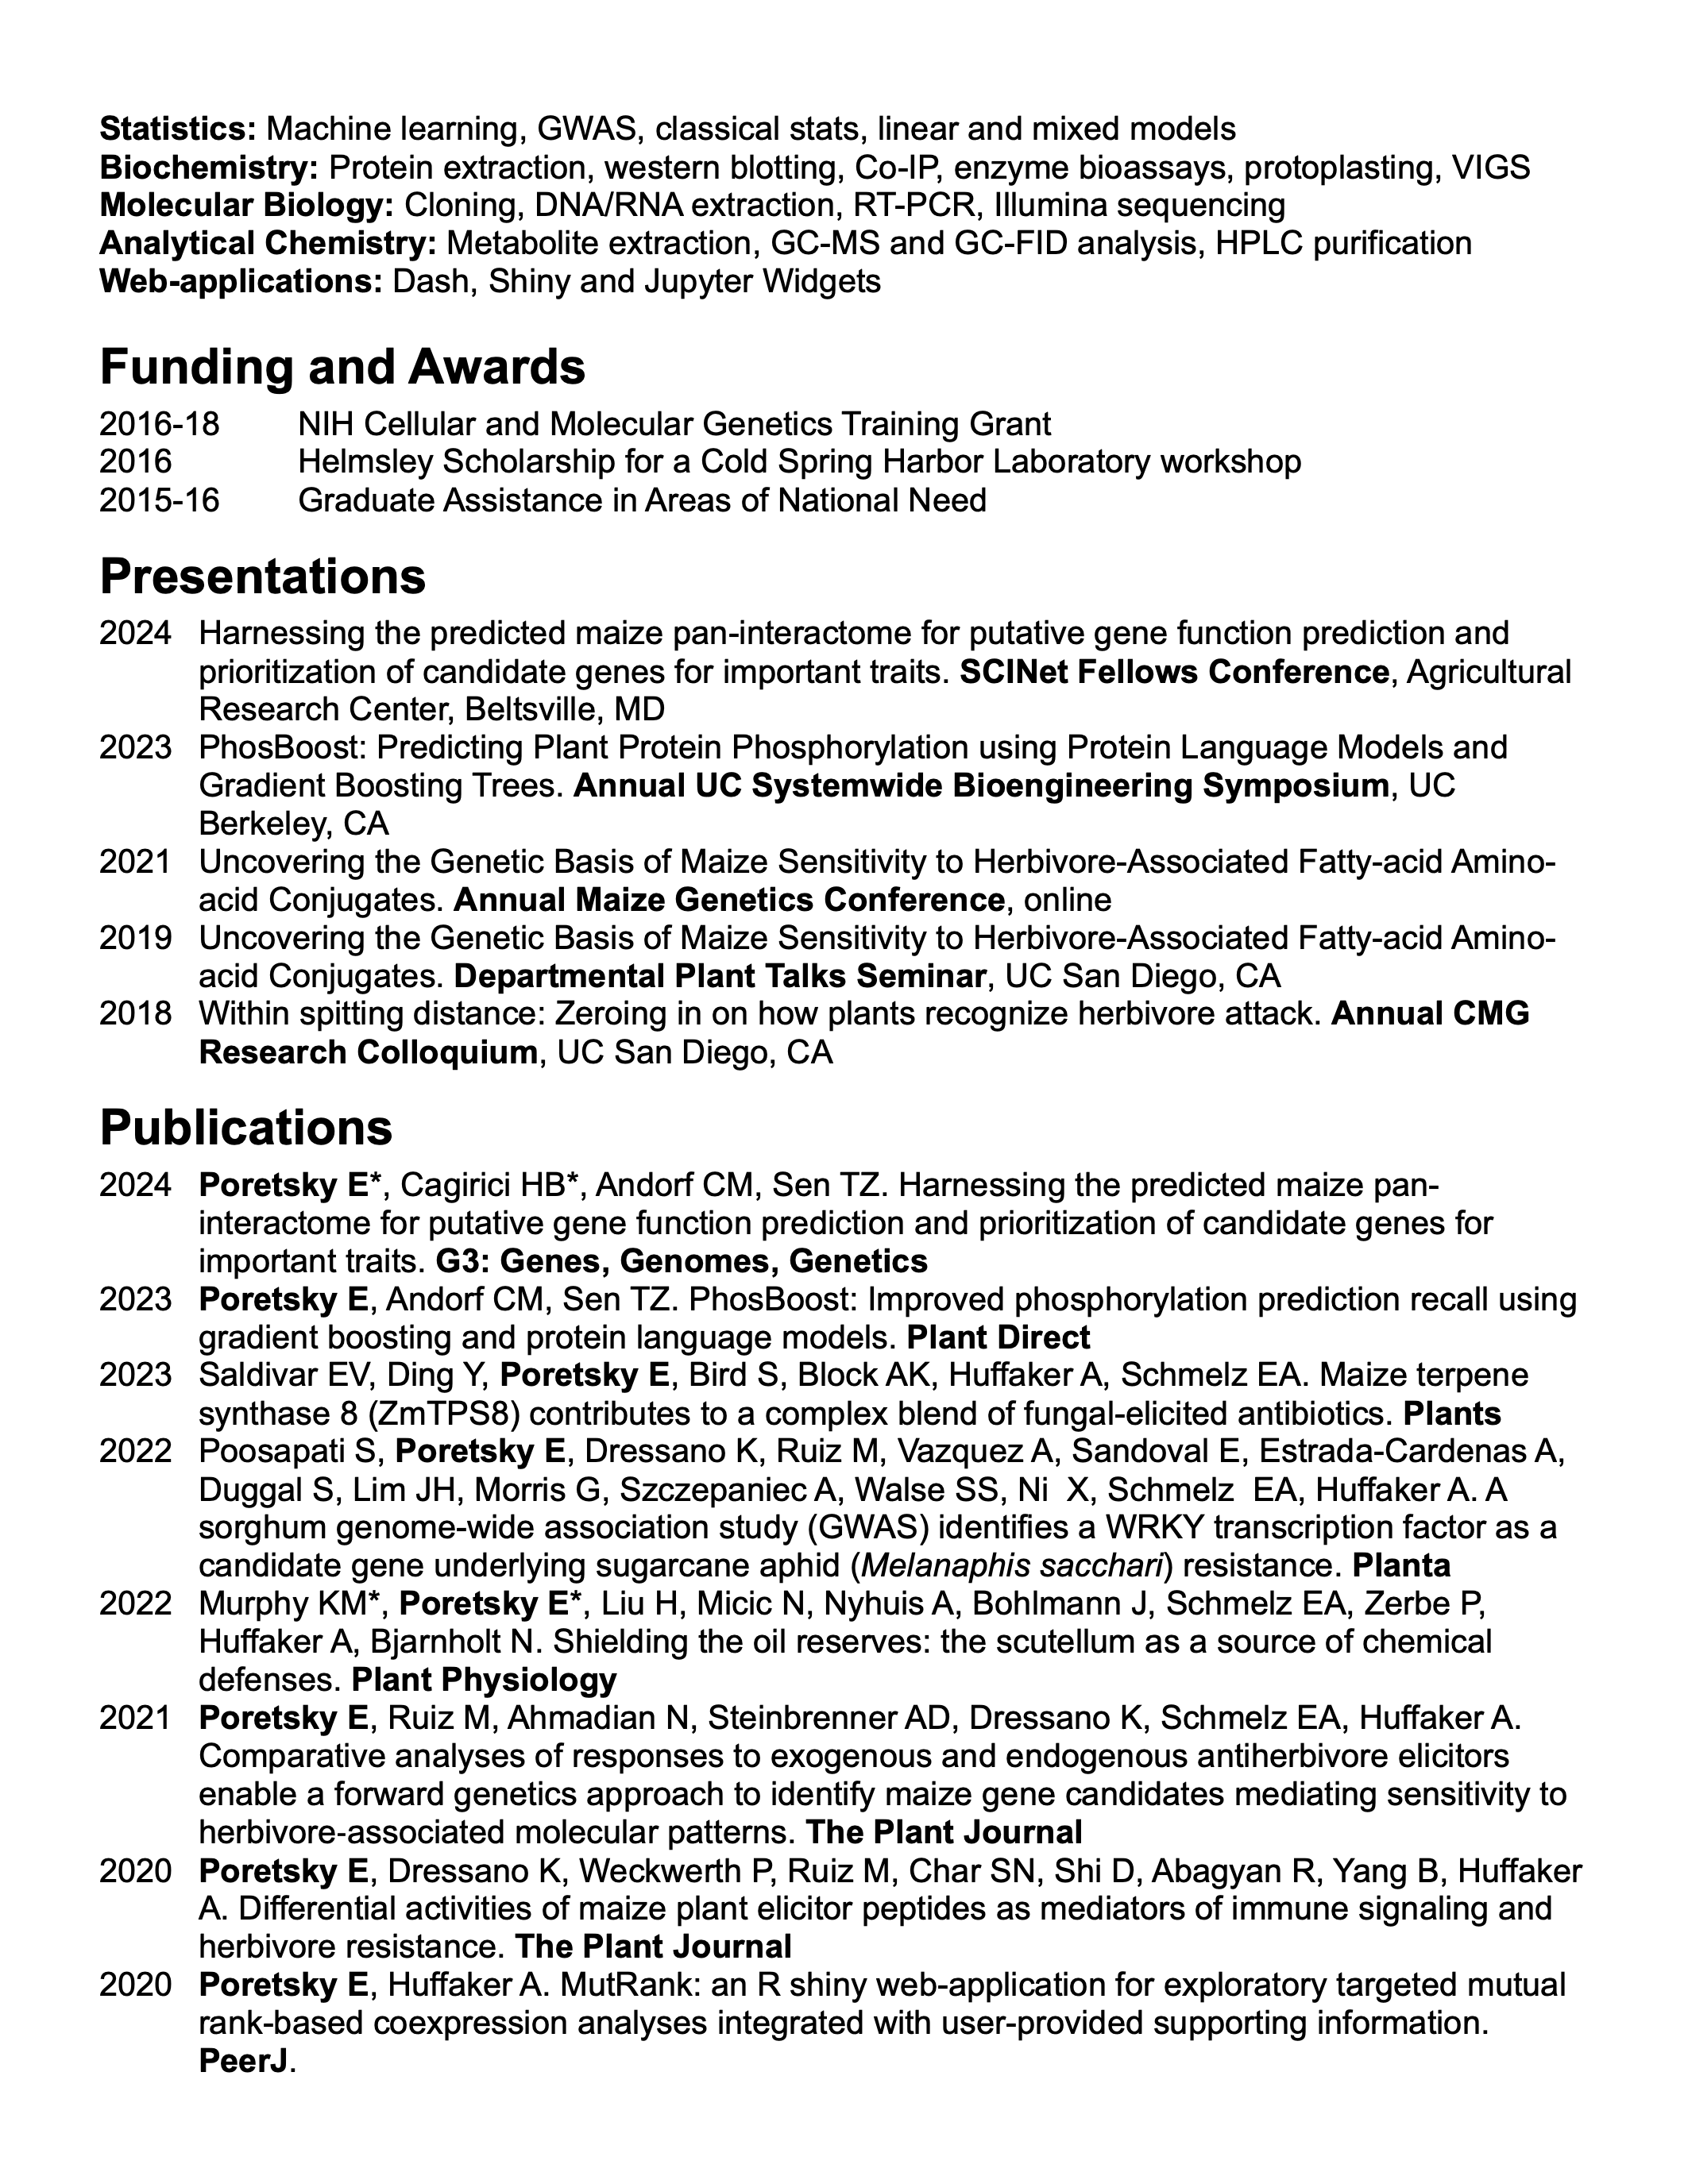 Statistics: Machine learning, GWAS, classical stats, linear and mixed models
Biochemistry: Protein extraction, western blotting, Co-IP, enzyme bioassays, protoplasting, VIGS
Molecular Biology: Cloning, DNA/RNA extraction, RT-PCR, Illumina sequencing
Analytical Chemistry: Metabolite extraction, GC-MS and GC-FID analysis, HPLC purification
Web-applications: Dash, Shiny and Jupyter Widgets
Funding and Awards
2016-18 NIH Cellular and Molecular Genetics Training Grant
2016 Helmsley Scholarship for a Cold Spring Harbor Laboratory workshop
2015-16 Graduate Assistance in Areas of National Need
Presentations
2024 Harnessing the predicted maize pan-interactome for putative gene function prediction and
prioritization of candidate genes for important traits. SCINet Fellows Conference, Agricultural
Research Center, Beltsville, MD
2023 PhosBoost: Predicting Plant Protein Phosphorylation using Protein Language Models and
Gradient Boosting Trees. Annual UC Systemwide Bioengineering Symposium, UC
Berkeley, CA
2021 Uncovering the Genetic Basis of Maize Sensitivity to Herbivore-Associated Fatty-acid Amino-
acid Conjugates. Annual Maize Genetics Conference, online
2019 Uncovering the Genetic Basis of Maize Sensitivity to Herbivore-Associated Fatty-acid Amino-
acid Conjugates. Departmental Plant Talks Seminar, UC San Diego, CA
2018 Within spitting distance: Zeroing in on how plants recognize herbivore attack. Annual CMG
Research Colloquium, UC San Diego, CA
Publications
2024 Poretsky E*, Cagirici HB*, Andorf CM, Sen TZ. Harnessing the predicted maize pan-
interactome for putative gene function prediction and prioritization of candidate genes for
important traits. G3: Genes, Genomes, Genetics
2023 Poretsky E, Andorf CM, Sen TZ. PhosBoost: Improved phosphorylation prediction recall using
gradient boosting and protein language models. Plant Direct
2023 Saldivar EV, Ding Y, Poretsky E, Bird S, Block AK, Huffaker A, Schmelz EA. Maize terpene
synthase 8 (ZmTPS8) contributes to a complex blend of fungal-elicited antibiotics. Plants
2022 Poosapati S, Poretsky E, Dressano K, Ruiz M, Vazquez A, Sandoval E, Estrada-Cardenas A,
Duggal S, Lim JH, Morris G, Szczepaniec A, Walse SS, Ni X, Schmelz EA, Huffaker A. A
sorghum genome-wide association study (GWAS) identifies a WRKY transcription factor as a
candidate gene underlying sugarcane aphid (Melanaphis sacchari) resistance. Planta
2022 Murphy KM*, Poretsky E*, Liu H, Micic N, Nyhuis A, Bohlmann J, Schmelz EA, Zerbe P,
Huffaker A, Bjarnholt N. Shielding the oil reserves: the scutellum as a source of chemical
defenses. Plant Physiology
2021 Poretsky E, Ruiz M, Ahmadian N, Steinbrenner AD, Dressano K, Schmelz EA, Huffaker A.
Comparative analyses of responses to exogenous and endogenous antiherbivore elicitors
enable a forward genetics approach to identify maize gene candidates mediating sensitivity to
herbivore-associated molecular patterns. The Plant Journal
2020 Poretsky E, Dressano K, Weckwerth P, Ruiz M, Char SN, Shi D, Abagyan R, Yang B, Huffaker
A. Differential activities of maize plant elicitor peptides as mediators of immune signaling and
herbivore resistance. The Plant Journal
2020 Poretsky E, Huffaker A. MutRank: an R shiny web-application for exploratory targeted mutual
rank-based coexpression analyses integrated with user-provided supporting information.
PeerJ.